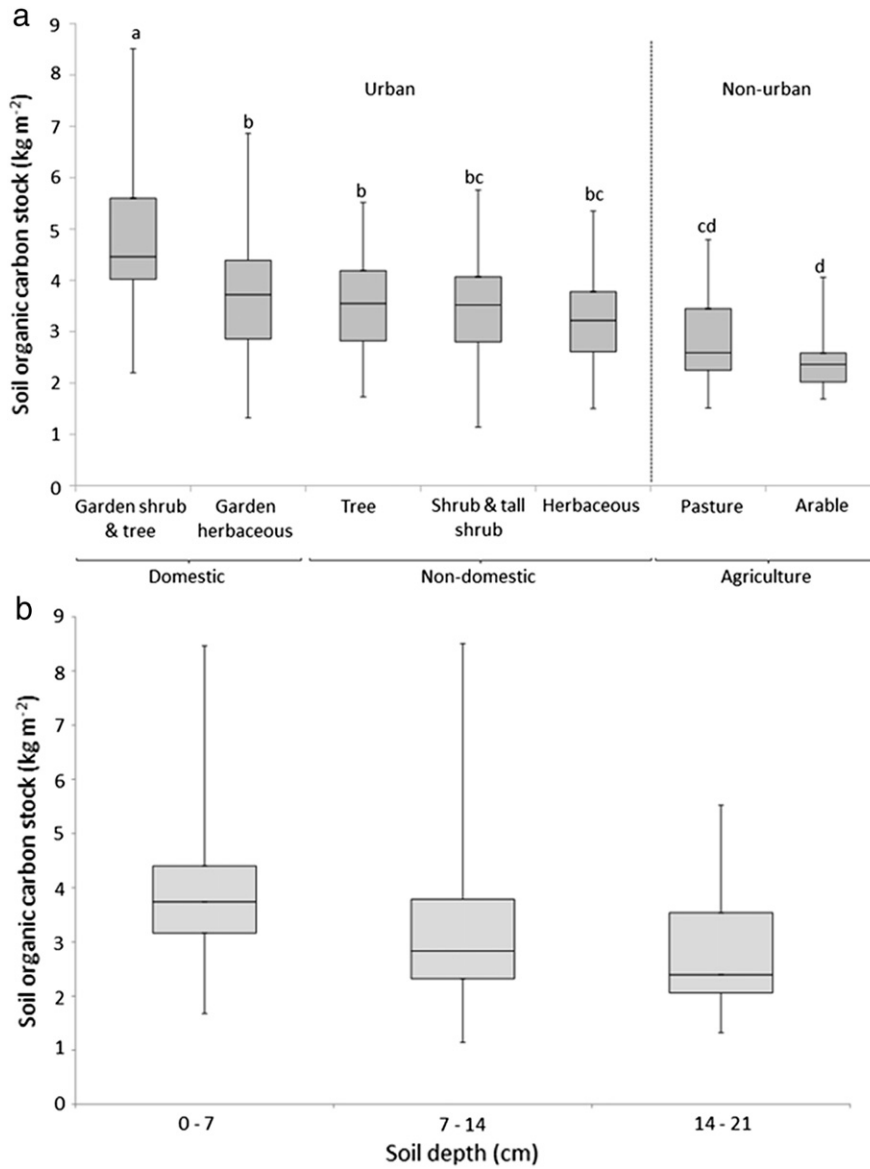 a
Soil organic carbon stock (kg m⁻²)
9
8
7
6
5
4
3
2
1
0
a
b
b
bc
bc
cd
d
Urban
Non-urban
Garden shrub & tree
Garden herbaceous
Tree
Shrub & tall shrub
Herbaceous
Pasture
Arable
Domestic
Non-domestic
Agriculture
b
Soil organic carbon stock (kg m⁻²)
9
8
7
6
5
4
3
2
1
0
0 - 7
7 - 14
14 - 21
Soil depth (cm)